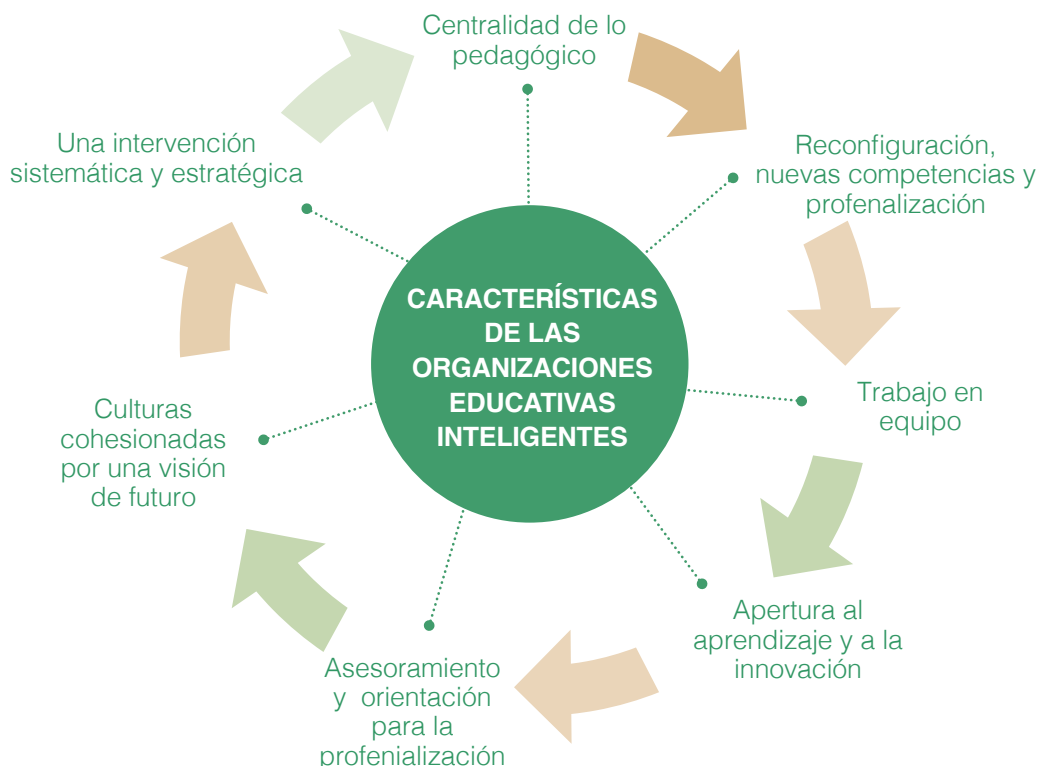 Centralidad de lo
pedagógico
Reconfiguración,
nuevas competencias y
profenalización
Trabajo en
equipo
Apertura al
aprendizaje y a la
innovación
Asesoramiento
y orientación
para la
profenialización
Culturas
cohesionadas
por una visión
de futuro
Una intervención
sistemática y estratégica
CARACTERÍSTICAS
DE LAS
ORGANIZACIONES
EDUCATIVAS
INTELIGENTES